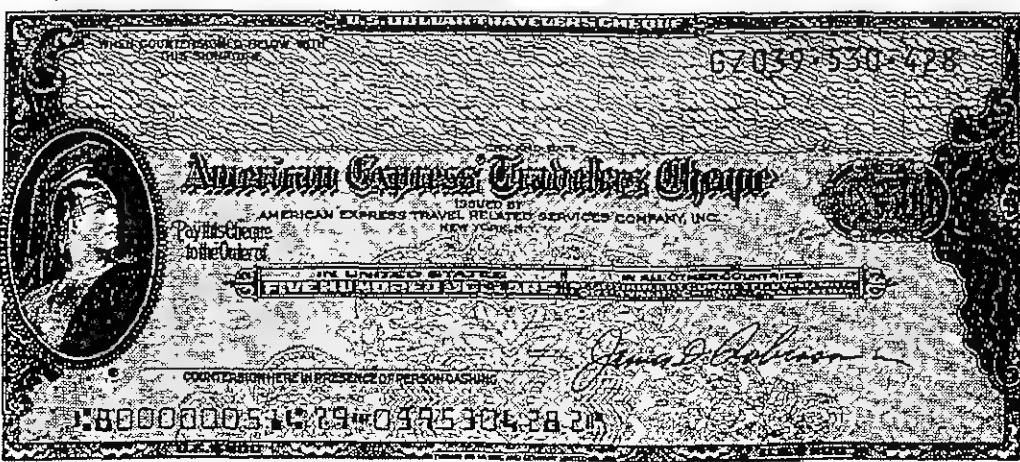 U.S. DOLLAR TRAVELERS CHEQUE
WHEN COUNTERSIGNED BELOW WITH
THIS SIGNATURE
GZ039-530-428
American Express Travelers Cheque
ISSUED BY
AMERICAN EXPRESS TRAVEL RELATED SERVICES COMPANY, INC.
NEW YORK, N.Y.
Pay this Cheque
to the Order of
IN UNITED STATES
IN ALL OTHER COUNTRIES
FIVE HUNDRED DOLLARS
COUNTERSIGN HERE IN PRESENCE OF PERSON CASHING